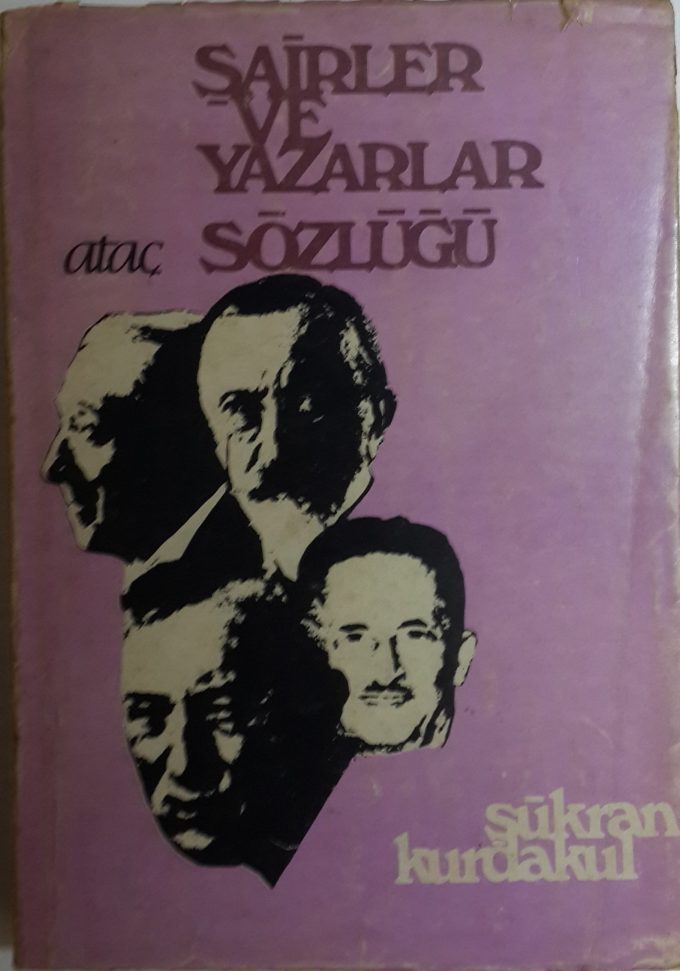 ŞAİRLER
VE
YAZARLAR
ataç SÖZLÜĞÜ
şükran
kurdakul